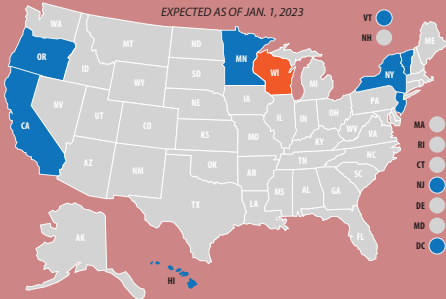 EXPECTED AS OF JAN. 1, 2023
VT
NH
WA
MT
ND
MN
ME
OR
ID
SD
WI
MI
NY
WY
NE
IA
PA
NV
UT
CO
IL
IN
OH
WV
VA
CA
KS
MO
KY
NC
AZ
NM
OK
AR
TN
SC
TX
LA
MS
AL
GA
FL
AK
HI
MA
RI
CT
NJ
DE
MD
DC